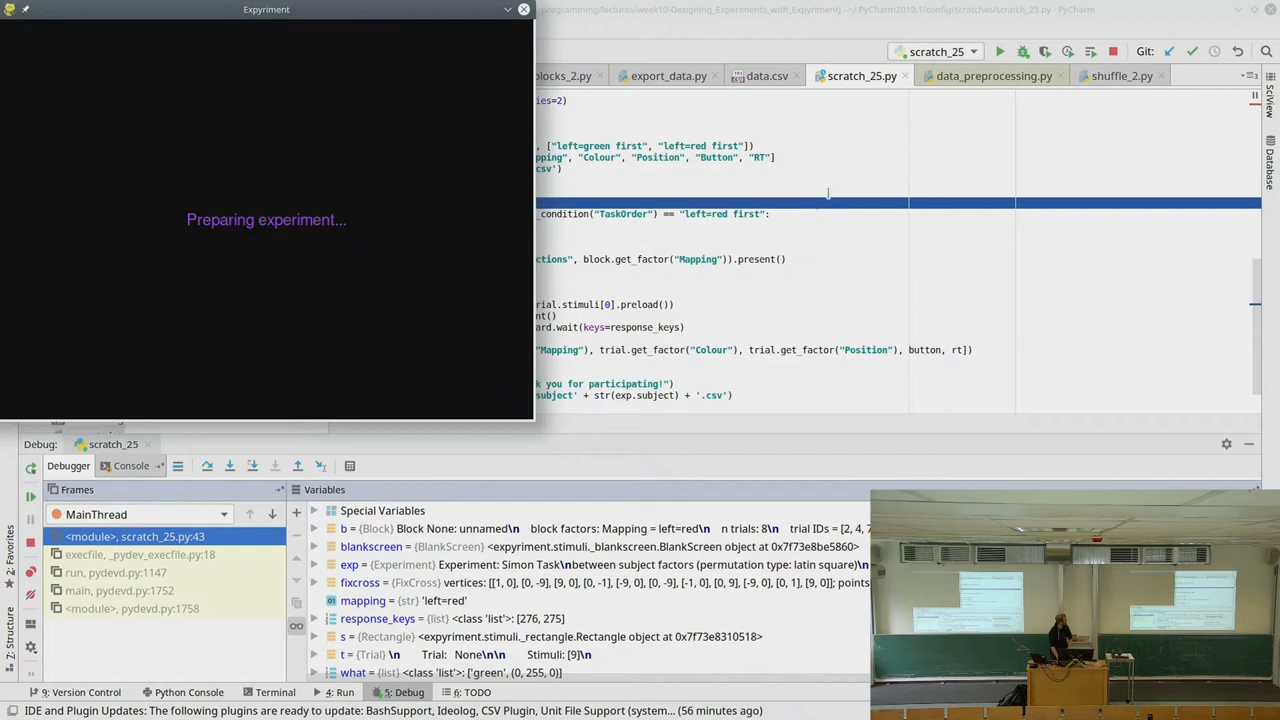 Expyriment
programming/lectures/week10-Designing_Experiments_with_Expyriment] - ~/.PyCharm2019.1/config/scratches/scratch_25.py - PyCharm
scratch_25
Git:
blocks_2.py
export_data.py
data.csv
scratch_25.py
data_preprocessing.py
shuffle_2.py
ies=2)
, ["left=green first", "left=red first"])
pping", "Colour", "Position", "Button", "RT"]
csv')
_condition("TaskOrder") == "left=red first":
ctions", block.get_factor("Mapping")).present()
rial.stimuli[0].preload())
nt()
ard.wait(keys=response_keys)
"Mapping"), trial.get_factor("Colour"), trial.get_factor("Position"), button, rt])
k you for participating!")
subject' + str(exp.subject) + '.csv')
Preparing experiment...
SciView
Database
Debug:
scratch_25
Debugger
Console
Frames
Variables
MainThread
<module>, scratch_25.py:43
execfile, _pydev_execfile.py:18
run, pydevd.py:1147
main, pydevd.py:1752
<module>, pydevd.py:1758
Special Variables
b = {Block} Block None: unnamed\n    block factors: Mapping = left=red\n    n trials: 8\n    trial IDs = [2, 4, 7
blankscreen = {BlankScreen} <expyriment.stimuli._blankscreen.BlankScreen object at 0x7f73e8be5860>
exp = {Experiment} Experiment: Simon Task\nbetween subject factors (permutation type: latin square)\n
fixcross = {FixCross} vertices: [[1, 0], [0, -9], [9, 0], [0, -1], [-9, 0], [0, -9], [-1, 0], [0, 9], [-9, 0], [0, 1], [9, 0]]; points
mapping = {str} 'left=red'
response_keys = {list} <class 'list'>: [276, 275]
s = {Rectangle} <expyriment.stimuli._rectangle.Rectangle object at 0x7f73e8310518>
t = {Trial} \n    Trial:  None\n\n    Stimuli: [9]\n
what = {list} <class 'list'>: ['green', (0, 255, 0)]
2: Favorites
7: Structure
9: Version Control
Python Console
Terminal
4: Run
5: Debug
6: TODO
IDE and Plugin Updates: The following plugins are ready to update: BashSupport, Ideolog, CSV Plugin, Unit File Support (system... (56 minutes ago)